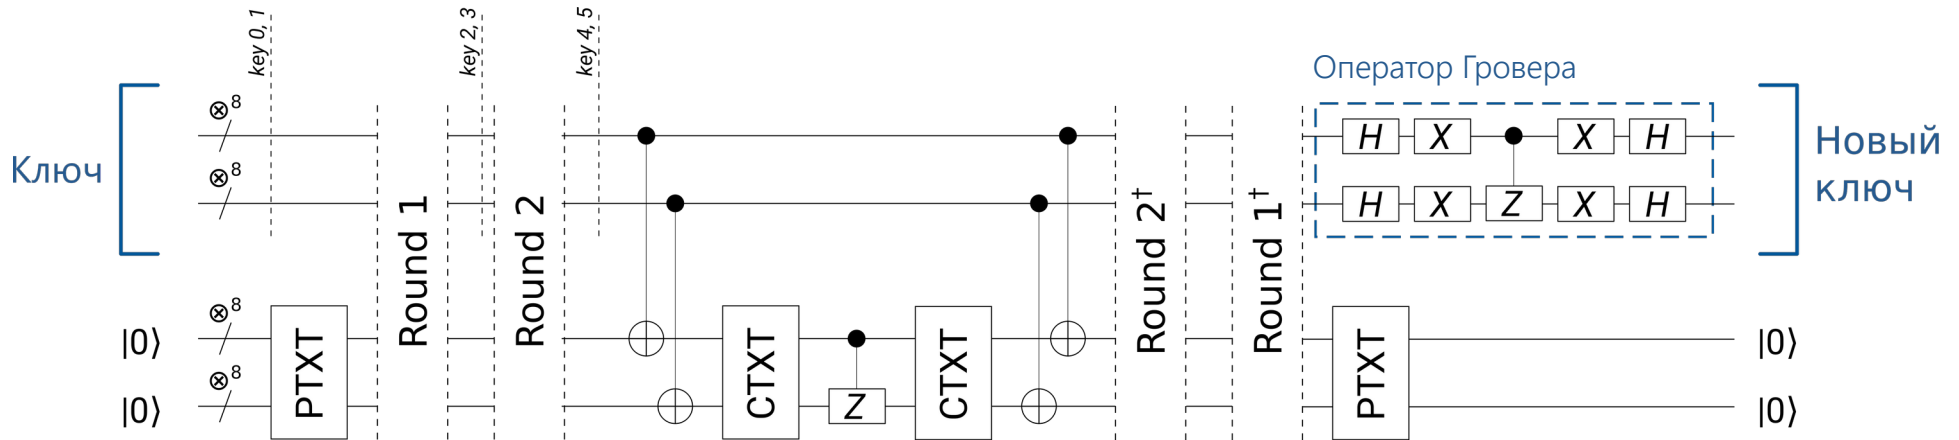 key 0, 1
key 2, 3
key 4, 5
Оператор Гровера
⊗8
H X X H
Ключ
Новый
ключ
⊗8
H X Z X H
Round 1
Round 2
Round 2†
Round 1†
⊗8
|0⟩
|0⟩
⊗8
|0⟩
Z
|0⟩
PTXT
CTXT
CTXT
PTXT